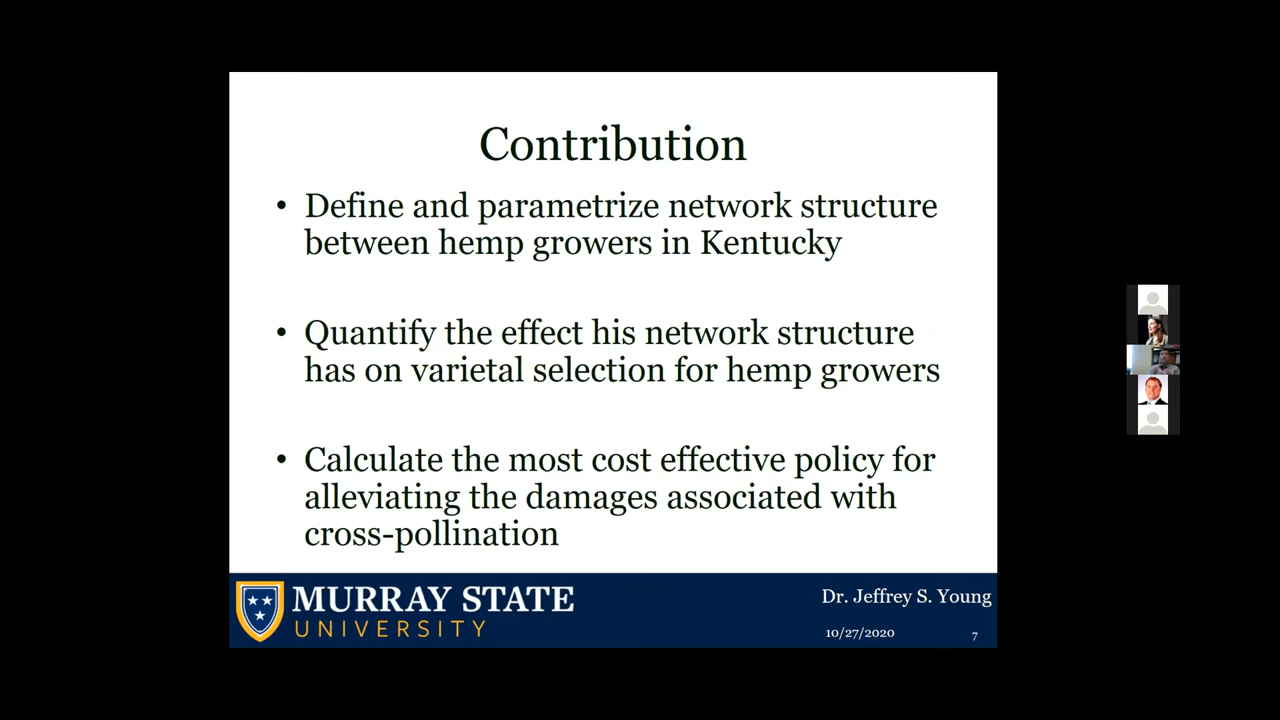 Contribution
• Define and parametrize network structure
between hemp growers in Kentucky
• Quantify the effect his network structure
has on varietal selection for hemp growers
• Calculate the most cost effective policy for
alleviating the damages associated with
cross-pollination
MURRAY STATE
UNIVERSITY
Dr. Jeffrey S. Young
10/27/2020
7